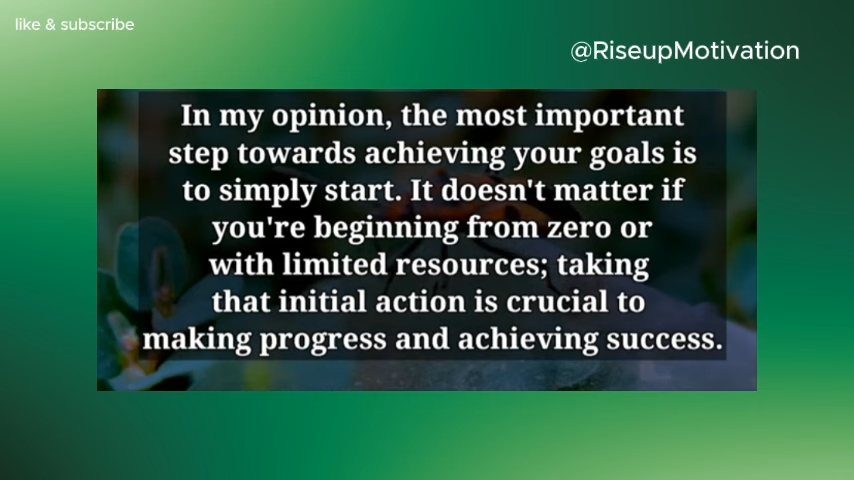 like & subscribe
@RiseupMotivation
In my opinion, the most important
step towards achieving your goals is
to simply start. It doesn't matter if
you're beginning from zero or
with limited resources; taking
that initial action is crucial to
making progress and achieving success.